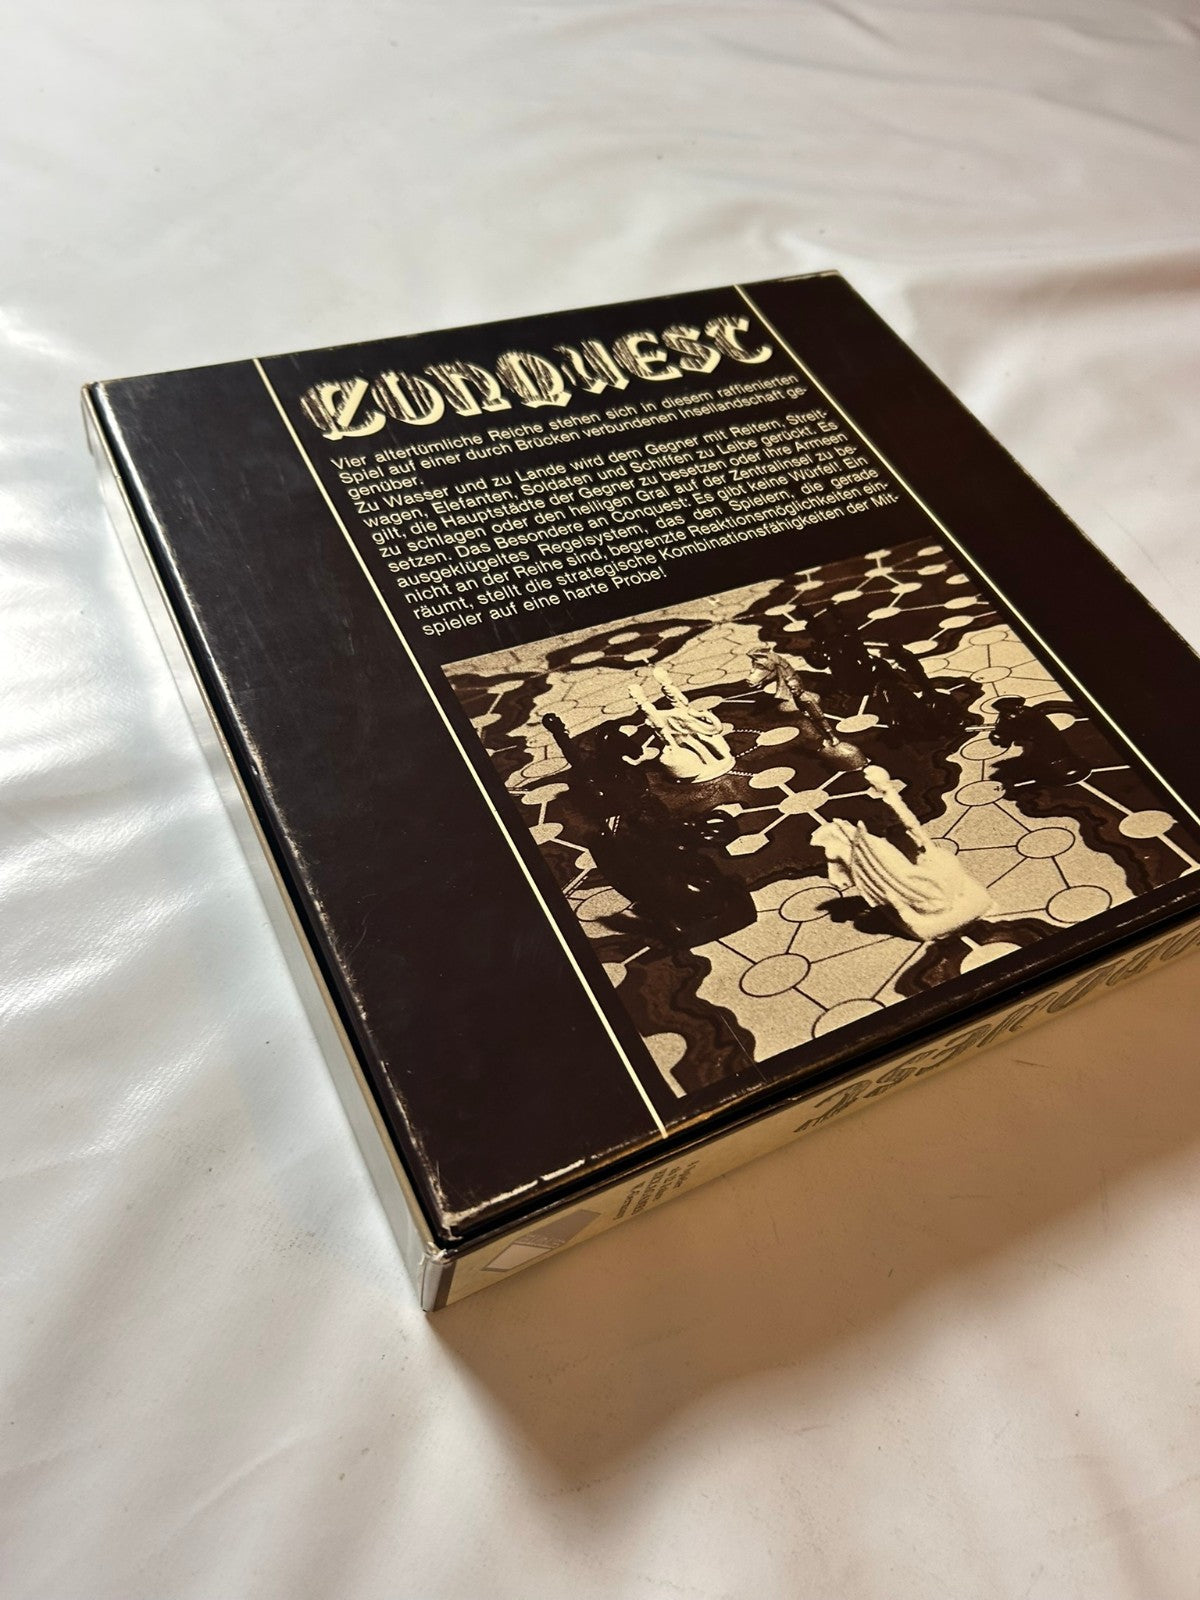 CONQUEST
Vier altertümliche Reiche stehen sich in diesem raffienierten
Spiel auf einer durch Brücken verbundenen Insellandschaft ge-
genüber.
Zu Wasser und zu Lande wird dem Gegner mit Reitern, Streit-
wagen, Elefanten, Soldaten und Schiffen zu Leibe gerückt. Es
gilt, die Hauptstädte der Gegner zu besetzen oder ihre Armeen
zu schlagen oder den heiligen Gral auf der Zentralinsel zu be-
setzen. Das Besondere an Conquest: Es gibt keine Würfel! Ein
ausgeklügeltes Regelsystem, das den Spielern, die gerade
nicht an der Reihe sind, begrenzte Reaktionsmöglichkeiten ein-
räumt, stellt die strategische Kombinationsfähigkeiten der Mit-
spieler auf eine harte Probe!